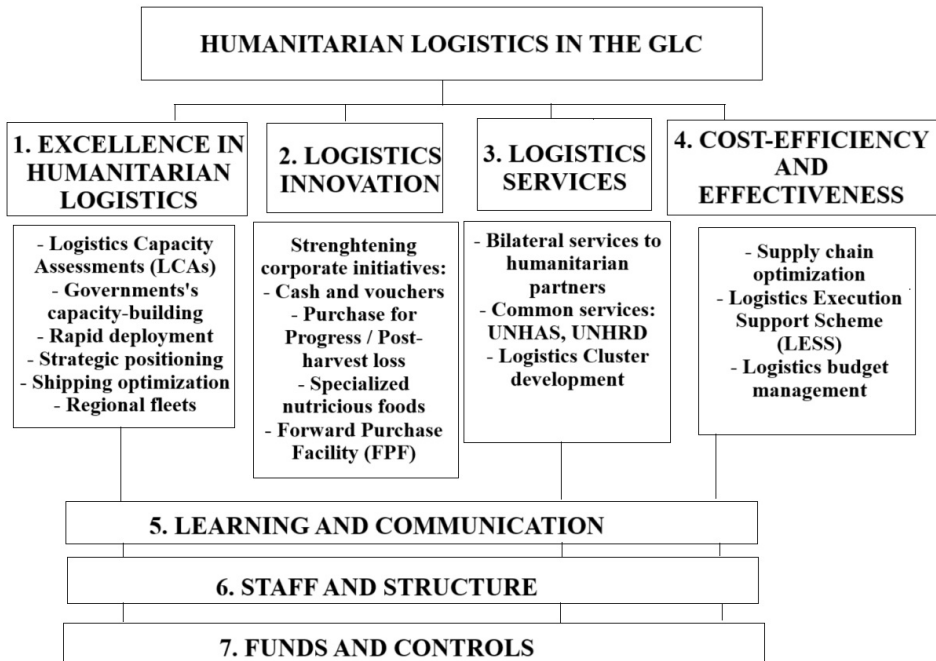 HUMANITARIAN LOGISTICS IN THE GLC
1. EXCELLENCE IN
HUMANITARIAN
LOGISTICS
- Logistics Capacity
Assessments (LCAs)
- Governments's
capacity-building
- Rapid deployment
- Strategic positioning
- Shipping optimization
- Regional fleets
2. LOGISTICS
INNOVATION
Strenghtening
corporate initiatives:
- Cash and vouchers
- Purchase for
Progress / Post-
harvest loss
- Specialized
nutricious foods
- Forward Purchase
Facility (FPF)
3. LOGISTICS
SERVICES
- Bilateral services to
humanitarian
partners
- Common services:
UNHAS, UNHRD
- Logistics Cluster
development
4. COST-EFFICIENCY
AND
EFFECTIVENESS
- Supply chain
optimization
- Logistics Execution
Support Scheme
(LESS)
- Logistics budget
management
5. LEARNING AND COMMUNICATION
6. STAFF AND STRUCTURE
7. FUNDS AND CONTROLS